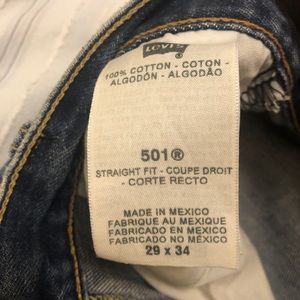 LEVI'S
100% COTTON - COTON -
ALGODÓN - ALGODÃO
501®
STRAIGHT FIT - COUPE DROIT
- CORTE RECTO
MADE IN MEXICO
FABRIQUE AU MEXIQUE
FABRICADO EN MEXICO
FABRICADO NO MÉXICO
29 x 34